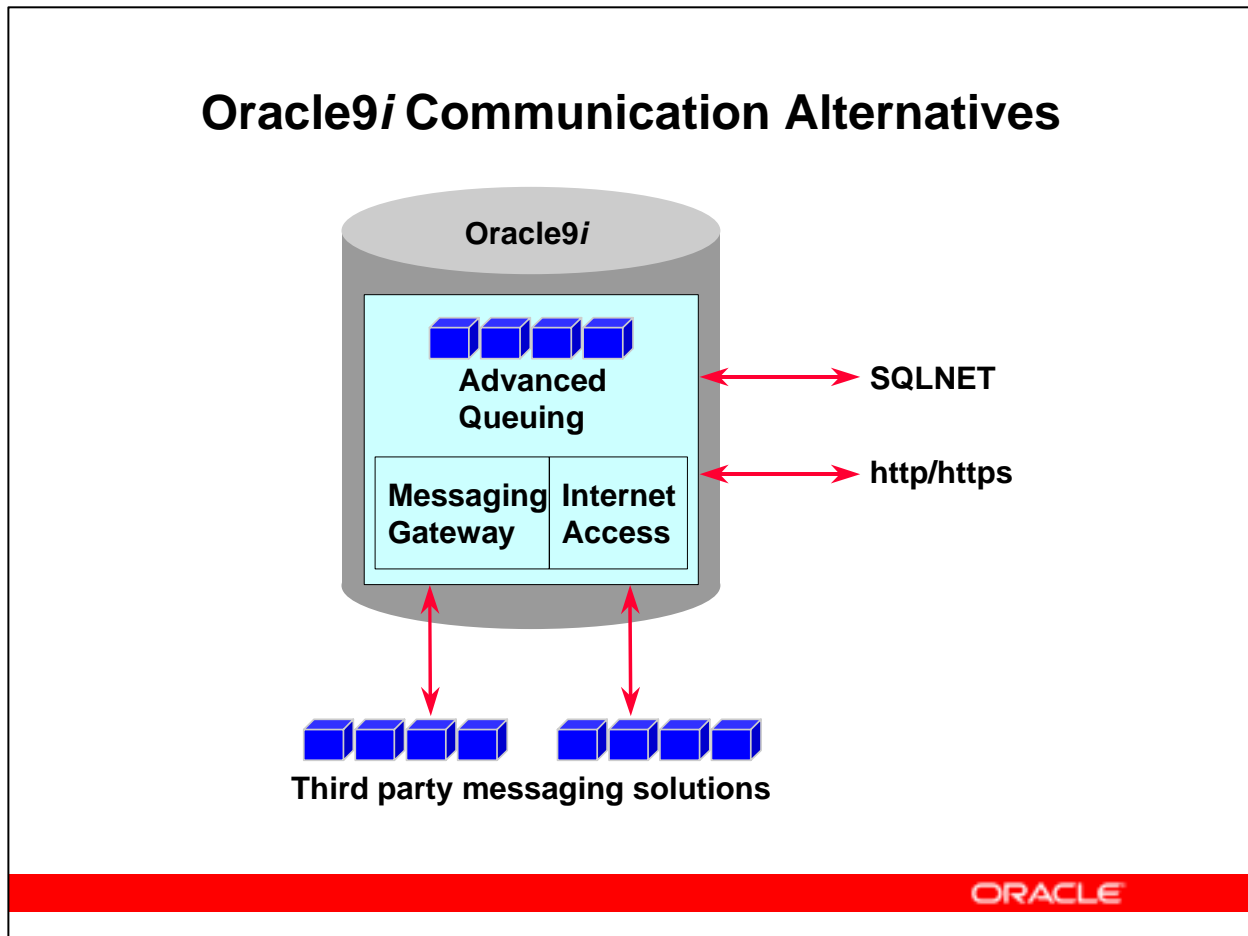 Oracle9i Communication Alternatives
Oracle9i
Advanced
Queuing
SQLNET
http/https
Messaging
Gateway
Internet
Access
Third party messaging solutions
ORACLE